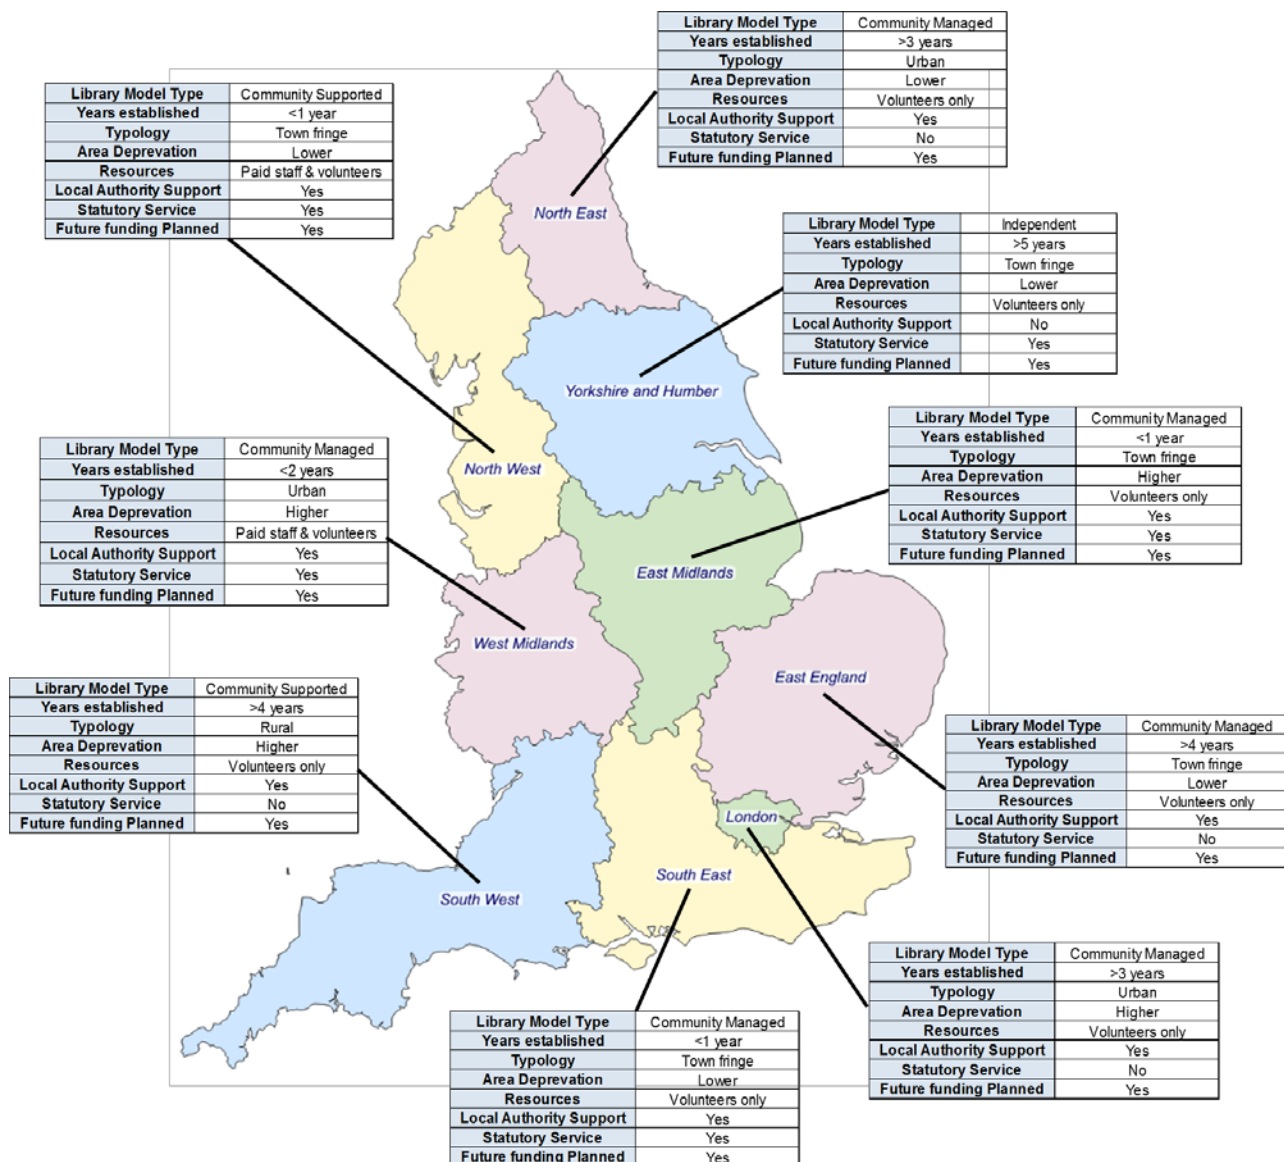 Library Model Type Community Managed
Years established >3 years
Typology Urban
Area Deprevation Lower
Resources Volunteers only
Local Authority Support Yes
Statutory Service No
Future funding Planned Yes
Library Model Type Community Supported
Years established <1 year
Typology Town fringe
Area Deprevation Lower
Resources Paid staff & volunteers
Local Authority Support Yes
Statutory Service Yes
Future funding Planned Yes
North East
Library Model Type Independent
Years established >5 years
Typology Town fringe
Area Deprevation Lower
Resources Volunteers only
Local Authority Support No
Statutory Service Yes
Future funding Planned Yes
Yorkshire and Humber
Library Model Type Community Managed
Years established <1 year
Typology Town fringe
Area Deprevation Higher
Resources Volunteers only
Local Authority Support Yes
Statutory Service Yes
Future funding Planned Yes
Library Model Type Community Managed
Years established <2 years
Typology Urban
Area Deprevation Higher
Resources Paid staff & volunteers
Local Authority Support Yes
Statutory Service Yes
Future funding Planned Yes
North West
East Midlands
West Midlands
East England
Library Model Type Community Supported
Years established >4 years
Typology Rural
Area Deprevation Higher
Resources Volunteers only
Local Authority Support Yes
Statutory Service No
Future funding Planned Yes
Library Model Type Community Managed
Years established >4 years
Typology Town fringe
Area Deprevation Lower
Resources Volunteers only
Local Authority Support Yes
Statutory Service No
Future funding Planned Yes
London
South East
South West
Library Model Type Community Managed
Years established >3 years
Typology Urban
Area Deprevation Higher
Resources Volunteers only
Local Authority Support Yes
Statutory Service No
Future funding Planned Yes
Library Model Type Community Managed
Years established <1 year
Typology Town fringe
Area Deprevation Lower
Resources Volunteers only
Local Authority Support Yes
Statutory Service Yes
Future funding Planned Yes